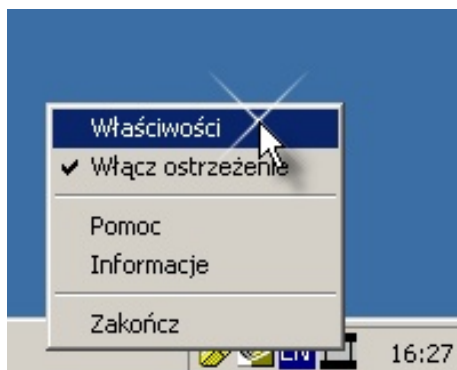 Właściwości
Włącz ostrzeżenie
Pomoc
Informacje
Zakończ
EN 16:27